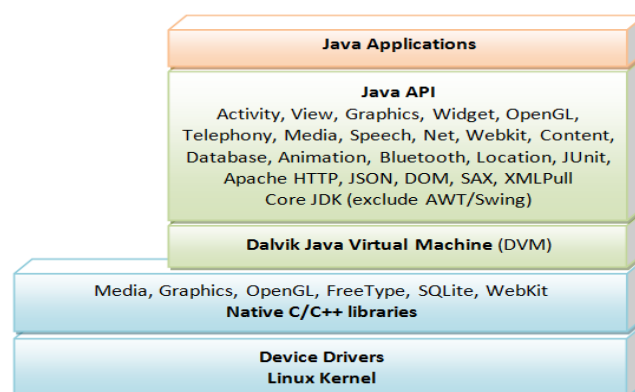 Java Applications
Java API
Activity, View, Graphics, Widget, OpenGL,
Telephony, Media, Speech, Net, Webkit, Content,
Database, Animation, Bluetooth, Location, JUnit,
Apache HTTP, JSON, DOM, SAX, XMLPull
Core JDK (exclude AWT/Swing)
Dalvik Java Virtual Machine (DVM)
Media, Graphics, OpenGL, FreeType, SQLite, WebKit
Native C/C++ libraries
Device Drivers
Linux Kernel